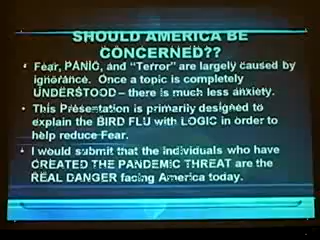 SHOULD AMERICA BE
CONCERNED??
• Fear, PANIC, and “Terror” are largely caused by
ignorance. Once a topic is completely
UNDERSTOOD – there is much less anxiety.
• This Presentation is primarily designed to
explain the BIRD FLU with LOGIC in order to
help reduce Fear.
• I would submit that the individuals who have
CREATED THE PANDEMIC THREAT are the
REAL DANGER facing America today.